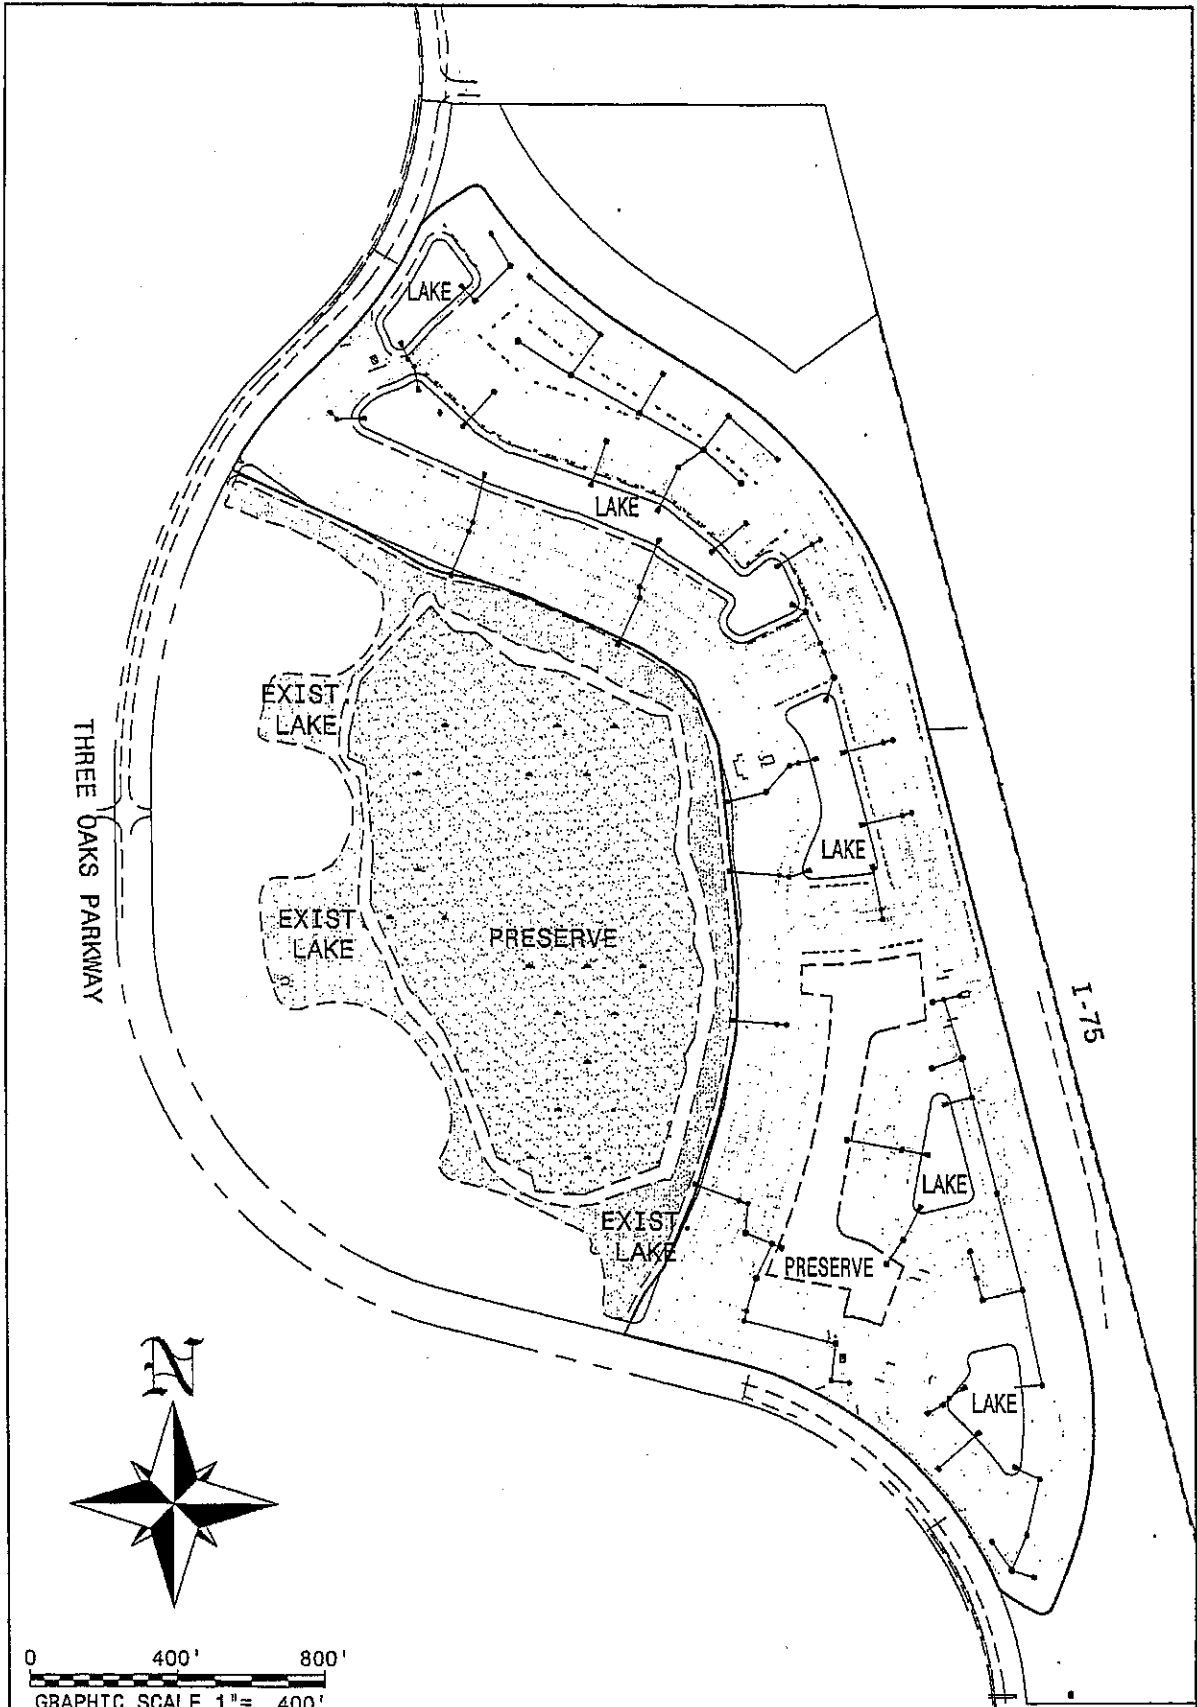 LAKE
LAKE
EXIST
LAKE
THREE OAKS PARKWAY
LAKE
EXIST
LAKE
PRESERVE
I-75
LAKE
EXIST
LAKE
PRESERVE
LAKE
N
0 400' 800'
GRAPHIC SCALE 1"= 400'